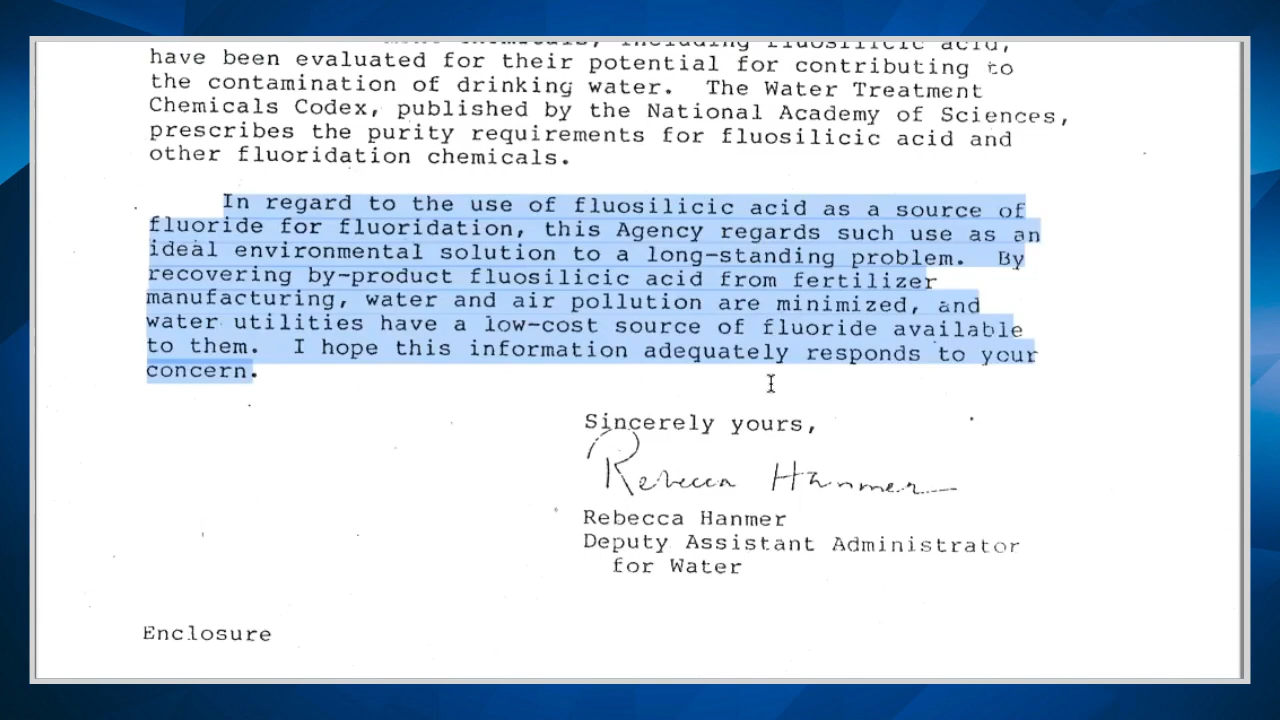 have been evaluated for their potential for contributing to
the contamination of drinking water. The Water Treatment
Chemicals Codex, published by the National Academy of Sciences,
prescribes the purity requirements for fluosilicic acid and
other fluoridation chemicals.
In regard to the use of fluosilicic acid as a source of
fluoride for fluoridation, this Agency regards such use as an
ideal environmental solution to a long-standing problem. By
recovering by-product fluosilicic acid from fertilizer
manufacturing, water and air pollution are minimized, and
water utilities have a low-cost source of fluoride available
to them. I hope this information adequately responds to your
concern.
Sincerely yours,
Rebecca Hanmer
Rebecca Hanmer
Deputy Assistant Administrator
for Water
Enclosure